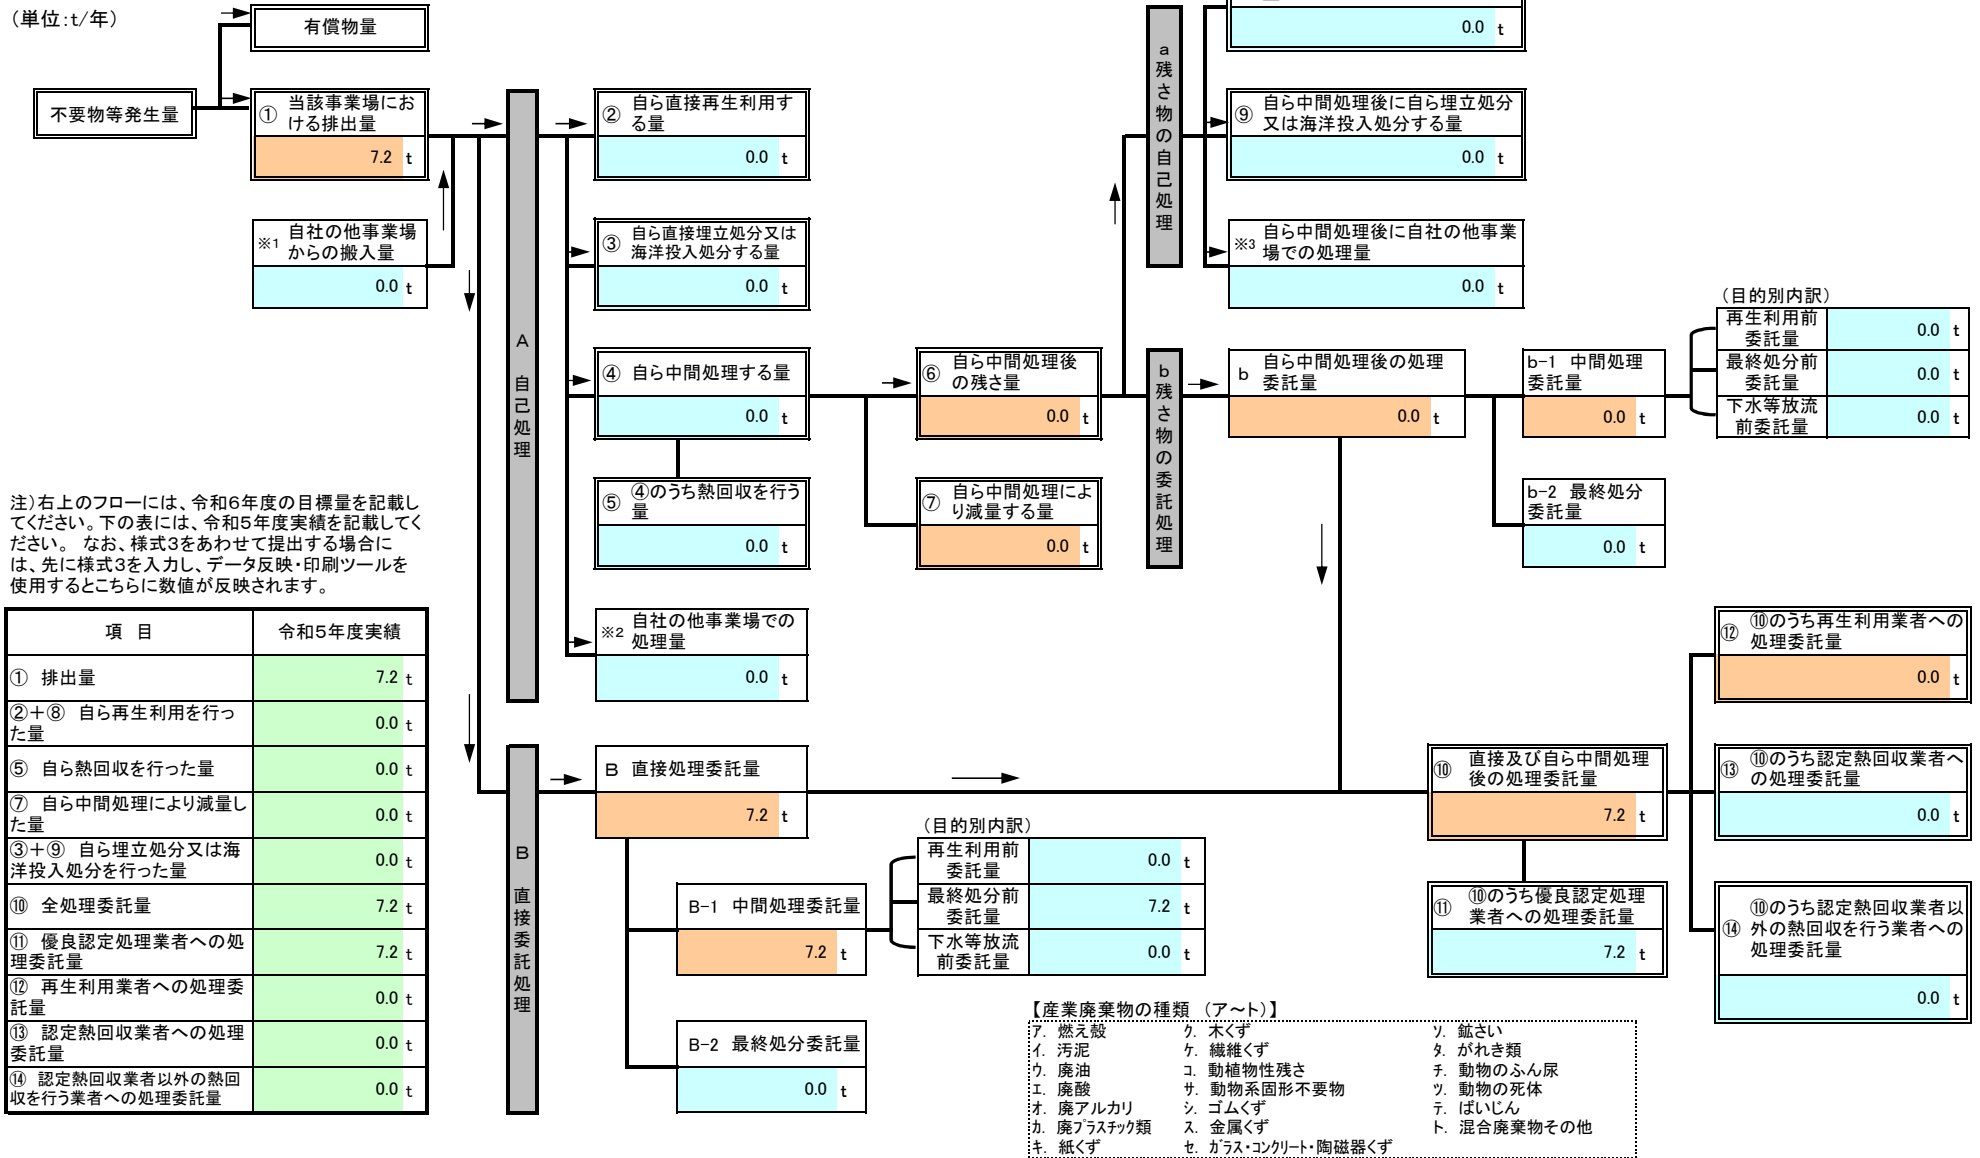 (単位:t/年)
有償物量
不要物等発生量
① 当該事業場にお
ける排出量
7.2 t
※1 自社の他事業場
からの搬入量
0.0 t
A 自己処理
② 自ら直接再生利用す
る量
0.0 t
③ 自ら直接埋立処分又は
海洋投入処分する量
0.0 t
④ 自ら中間処理する量
0.0 t
⑤ ④のうち熱回収を行う
量
0.0 t
※2 自社の他事業場での
処理量
0.0 t
⑥ 自ら中間処理後
の残さ量
0.0 t
⑦ 自ら中間処理によ
り減量する量
0.0 t
a 残さ物の自己処理
0.0 t
⑨ 自ら中間処理後に自ら埋立処分
又は海洋投入処分する量
0.0 t
※3 自ら中間処理後に自社の他事業
場での処理量
0.0 t
b 残さ物の委託処理
b 自ら中間処理後の処理
委託量
0.0 t
b-1 中間処理
委託量
0.0 t
(目的別内訳)
再生利用前
委託量
0.0 t
最終処分前
委託量
0.0 t
下水等放流
前委託量
0.0 t
b-2 最終処分
委託量
0.0 t
注)右上のフローには、令和6年度の目標量を記載し
てください。下の表には、令和5年度実績を記載してく
ださい。 なお、様式3をあわせて提出する場合に
は、先に様式3を入力し、データ反映・印刷ツールを
使用するとこちらに数値が反映されます。
項 目 令和5年度実績
① 排出量 7.2 t
②+⑧ 自ら再生利用を行っ
た量 0.0 t
⑤ 自ら熱回収を行った量 0.0 t
⑦ 自ら中間処理により減量し
た量 0.0 t
③+⑨ 自ら埋立処分又は海
洋投入処分を行った量 0.0 t
⑩ 全処理委託量 7.2 t
⑪ 優良認定処理業者への処
理委託量 7.2 t
⑫ 再生利用業者への処理委
託量 0.0 t
⑬ 認定熱回収業者への処理
委託量 0.0 t
⑭ 認定熱回収業者以外の熱回
収を行う業者への処理委託量 0.0 t
B 直接委託処理
B 直接処理委託量
7.2 t
B-1 中間処理委託量
7.2 t
(目的別内訳)
再生利用前
委託量
0.0 t
最終処分前
委託量
7.2 t
下水等放流
前委託量
0.0 t
B-2 最終処分委託量
0.0 t
⑩ 直接及び自ら中間処理
後の処理委託量
7.2 t
⑪ ⑩のうち優良認定処理
業者への処理委託量
7.2 t
⑫ ⑩のうち再生利用業者への
処理委託量
0.0 t
⑬ ⑩のうち認定熱回収業者へ
の処理委託量
0.0 t
⑭ ⑩のうち認定熱回収業者以
外の熱回収を行う業者への
処理委託量
0.0 t
【産業廃棄物の種類 (ア~ト)】
ア. 燃え殻 ク. 木くず ソ. 鉱さい
イ. 汚泥 ケ. 繊維くず タ. がれき類
ウ. 廃油 コ. 動植物性残さ チ. 動物のふん尿
エ. 廃酸 サ. 動物系固形不要物 ツ. 動物の死体
オ. 廃アルカリ シ. ゴムくず テ. ばいじん
カ. 廃プラスチック類 ス. 金属くず ト. 混合廃棄物その他
キ. 紙くず セ. ガラス・コンクリート・陶磁器くず